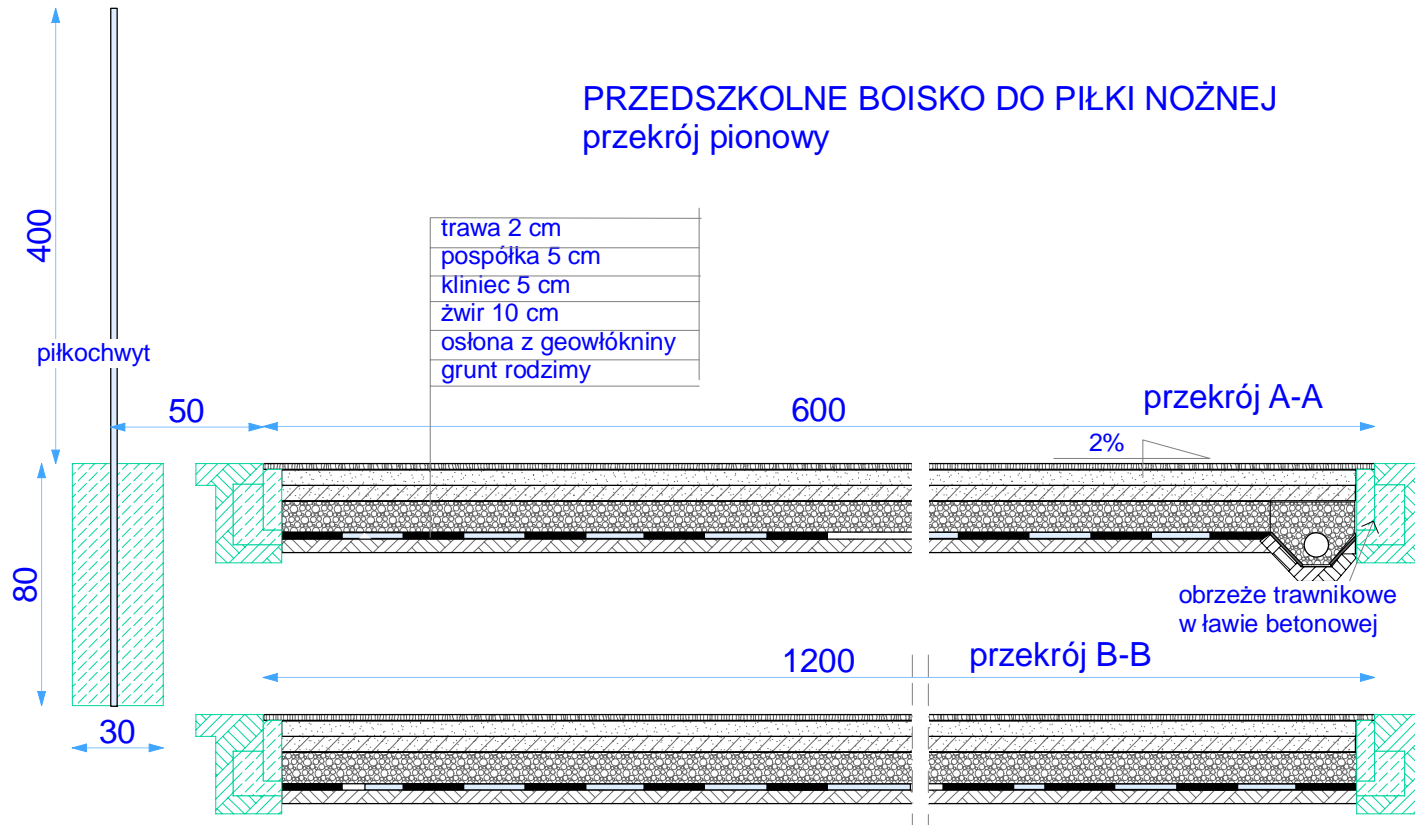 PRZEDSZKOLNE BOISKO DO PIŁKI NOŻNEJ
przekrój pionowy
400
trawa 2 cm
pospółka 5 cm
kliniec 5 cm
żwir 10 cm
osłona z geowłókniny
grunt rodzimy
piłkochwyt
50
600
przekrój A-A
2%
80
obrzeże trawnikowe
w ławie betonowej
1200
przekrój B-B
30